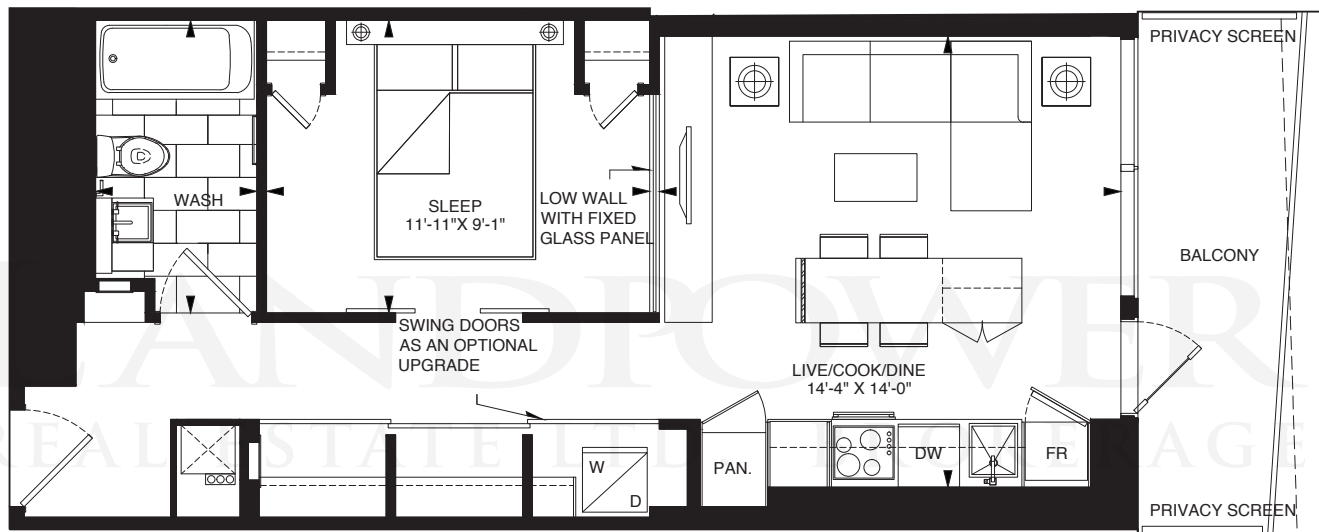 PRIVACY SCREEN
WASH
SLEEP
11'-11"X 9'-1"
LOW WALL
WITH FIXED
GLASS PANEL
BALCONY
SWING DOORS
AS AN OPTIONAL
UPGRADE
LIVE/COOK/DINE
14'-4" X 14'-0"
W
D
PAN.
DW
FR
PRIVACY SCREEN
LANDPOWER
REAL ESTATE LTD BROKERAGE